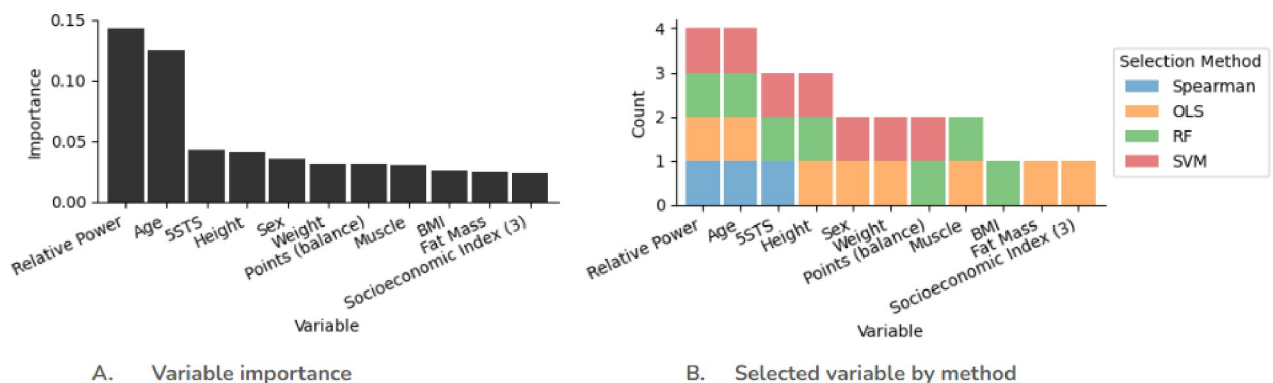 0.15
0.10
0.05
0.00
Importance
Relative Power
Age
5STS
Height
Sex
Weight
Points (balance)
Muscle
BMI
Fat Mass
Socioeconomic Index (3)
Variable
A. Variable importance
4
3
2
1
0
Count
Relative Power
Age
5STS
Height
Sex
Weight
Points (balance)
Muscle
BMI
Fat Mass
Socioeconomic Index (3)
Variable
Selection Method
Spearman
OLS
RF
SVM
B. Selected variable by method